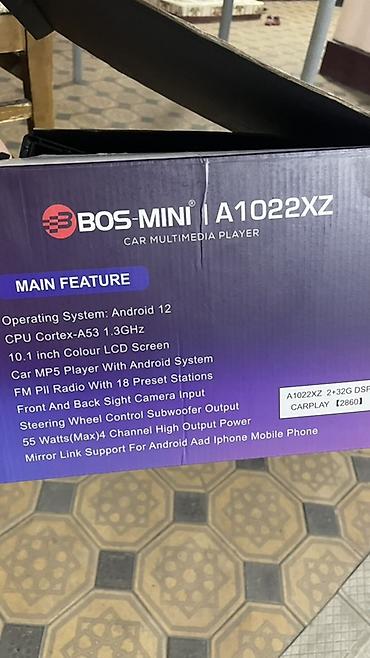 BOS-MINI® | A1022XZ
CAR MULTIMEDIA PLAYER
MAIN FEATURE
Operating System: Android 12
CPU Cortex-A53 1.3GHz
10.1 inch Colour LCD Screen
Car MP5 Player With Android System
FM Pll Radio With 18 Preset Stations
Front And Back Sight Camera Input
Steering Wheel Control Subwoofer Output
55 Watts(Max)4 Channel High Output Power
Mirror Link Support For Android Aad Iphone Mobile Phone
A1022XZ 2+32G DSP
CARPLAY 【2860】